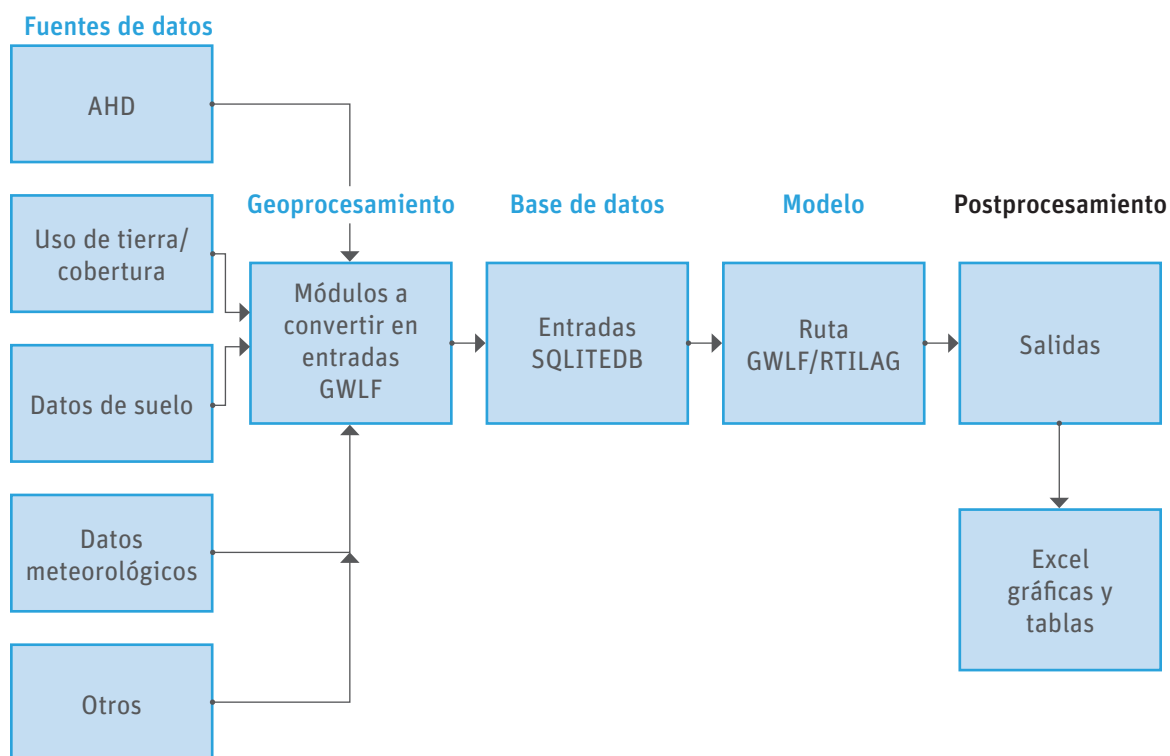 Fuentes de datos
AHD
Uso de tierra/
cobertura
Datos de suelo
Datos
meteorológicos
Otros
Geoprocesamiento
Módulos a
convertir en
entradas
GWLF
Base de datos
Entradas
SQLITEDB
Modelo
Ruta
GWLF/RTILAG
Postprocesamiento
Salidas
Excel
gráficas y
tablas